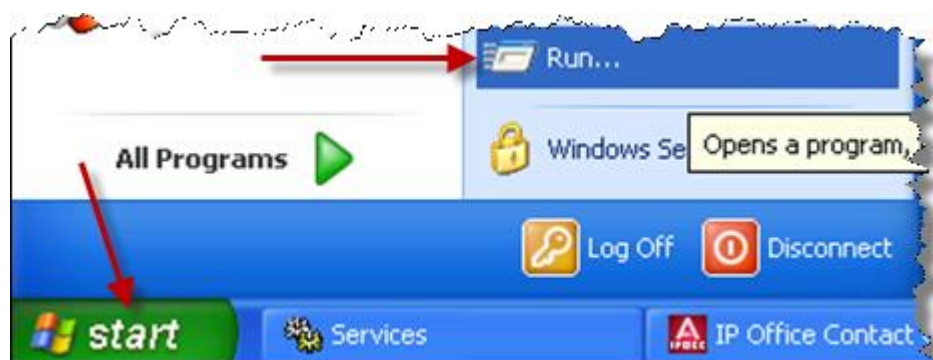 Run...
All Programs
Windows Se
Opens a program,
Log Off
Disconnect
start
Services
IP Office Contact